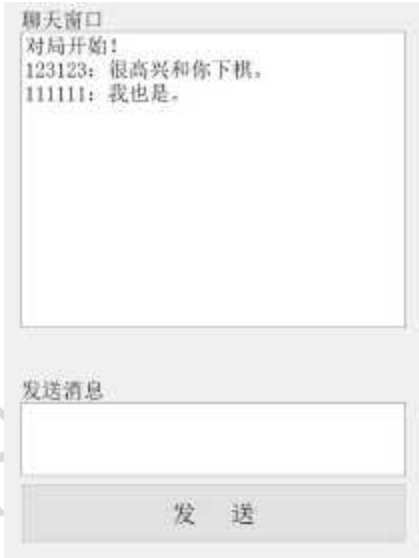 聊天窗口
对局开始！
123123：很高兴和你下棋。
111111：我也是。
发送消息
发 送